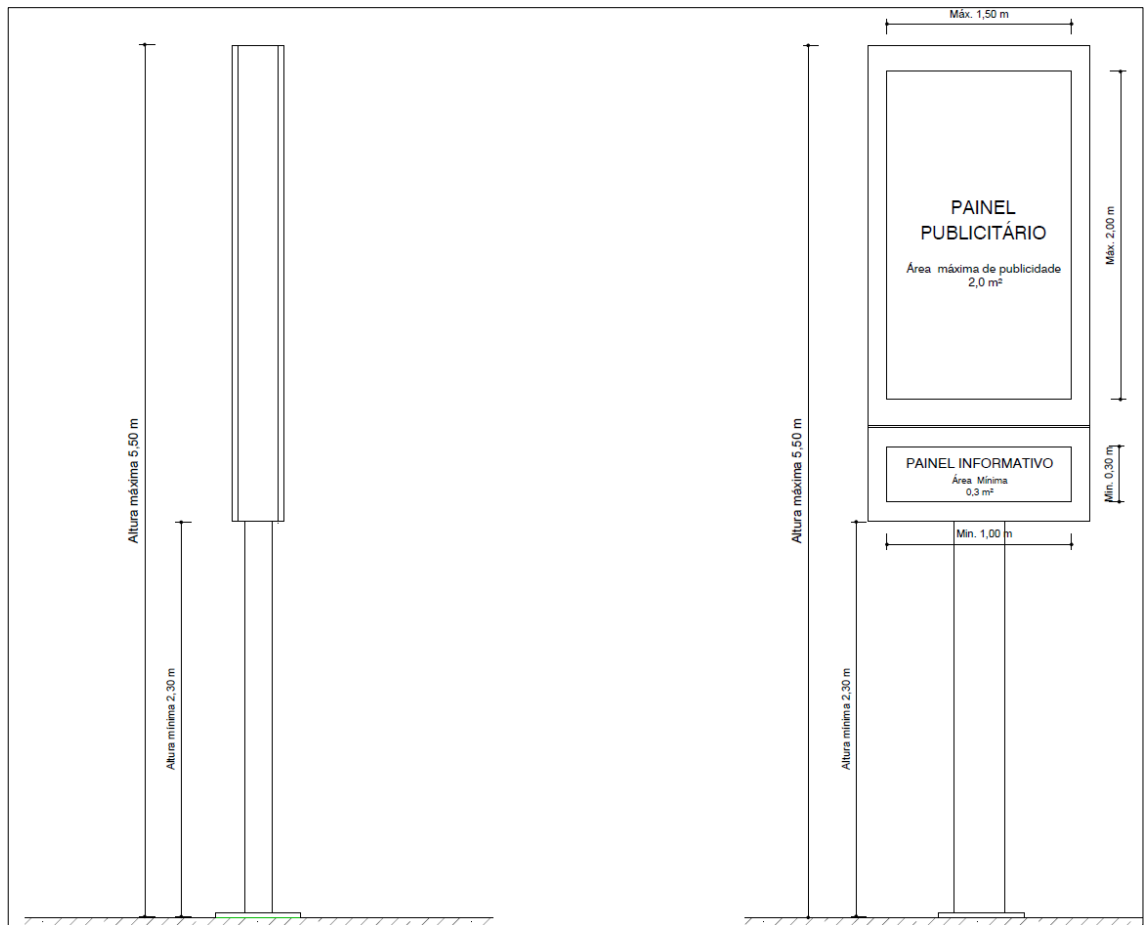 Máx. 1,50 m
PAINEL
PUBLICITÁRIO
Área máxima de publicidade
2,0 m²
Máx. 2,00 m
Altura máxima 5,50 m
Altura máxima 5,50 m
PAINEL INFORMATIVO
Área Mínima
0,3 m²
Min. 0,30 m
Min. 1,00 m
Altura mínima 2,30 m
Altura mínima 2,30 m